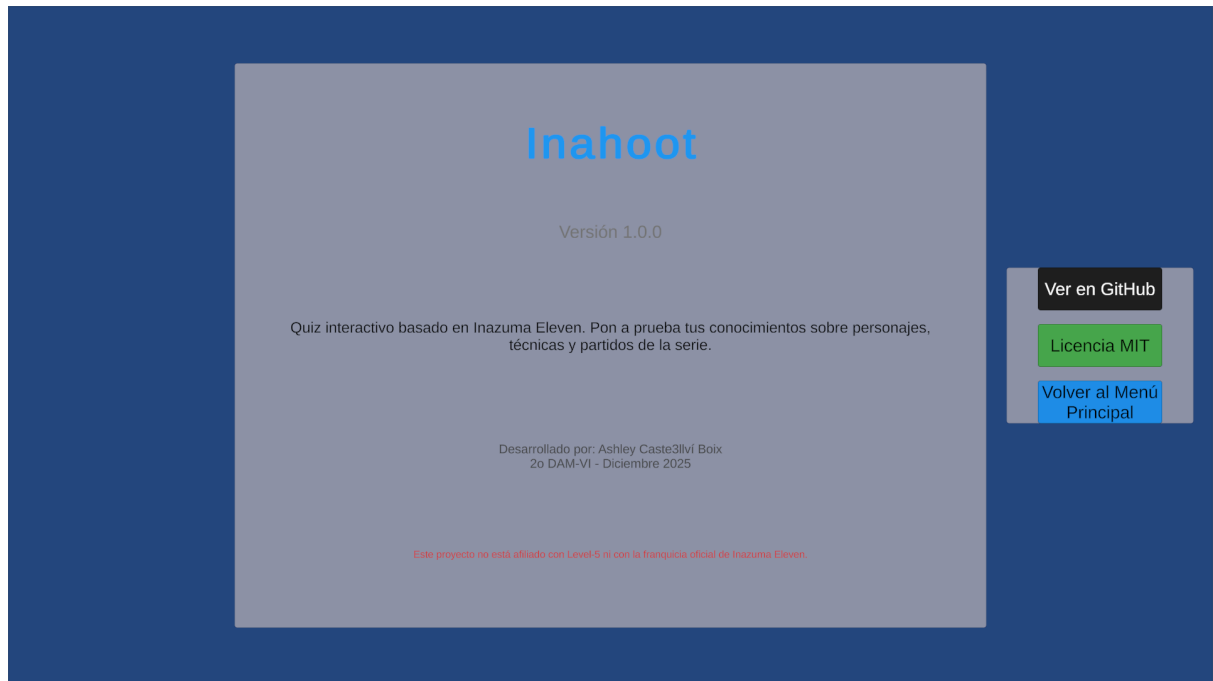 Inahoot
Versión 1.0.0
Quiz interactivo basado en Inazuma Eleven. Pon a prueba tus conocimientos sobre personajes,
técnicas y partidos de la serie.
Desarrollado por: Ashley Caste3llví Boix
2o DAM-VI - Diciembre 2025
Este proyecto no está afiliado con Level-5 ni con la franquicia oficial de Inazuma Eleven.
Ver en GitHub
Licencia MIT
Volver al Menú
Principal